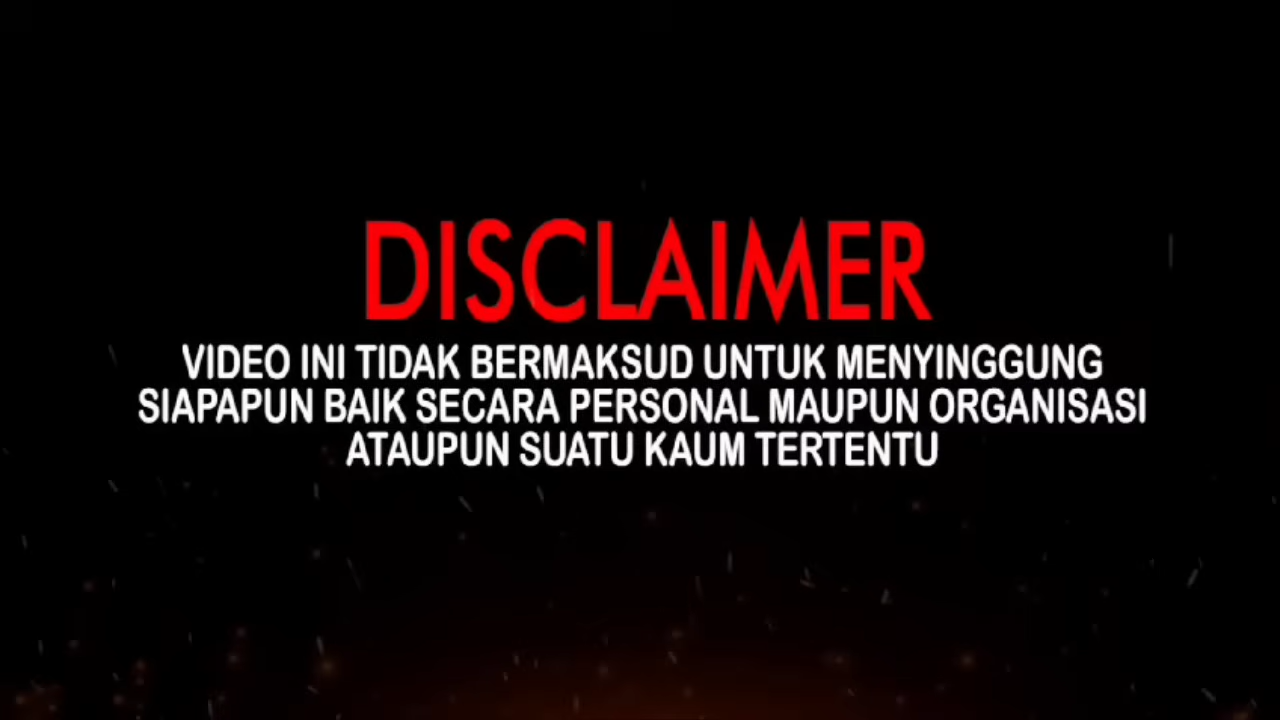 DISCLAIMER
VIDEO INI TIDAK BERMAKSUD UNTUK MENYINGGUNG
SIAPAPUN BAIK SECARA PERSONAL MAUPUN ORGANISASI
ATAUPUN SUATU KAUM TERTENTU